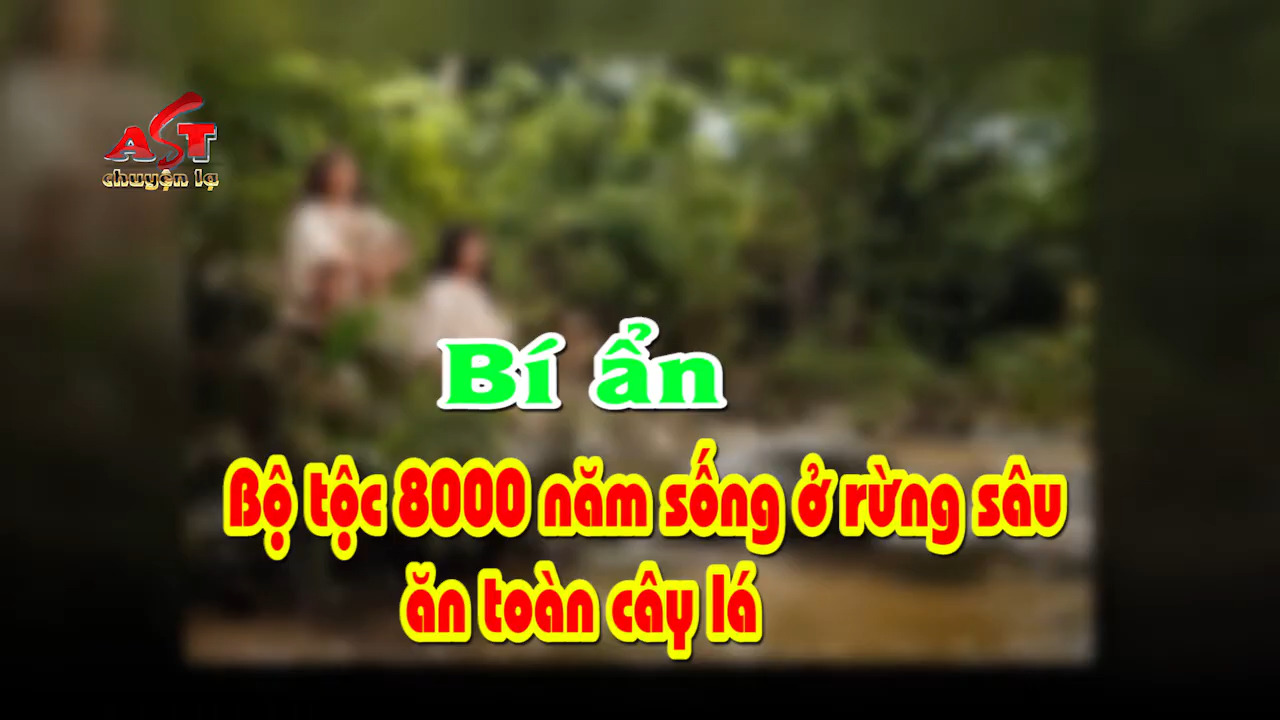 AST
chuyện lạ
Bí ẩn
Bộ tộc 8000 năm sống ở rừng sâu
ăn toàn cây lá